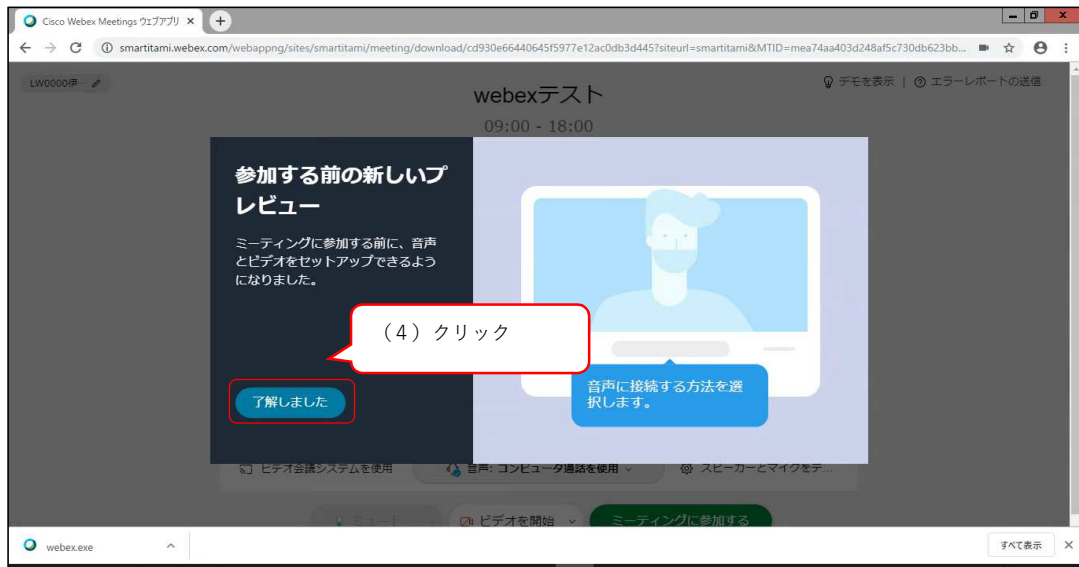 Cisco Webex Meetings ウェブアプリ
smartitami.webex.com/webappng/sites/smartitami/meeting/download/cd930e66440645f5977e12ac0db3d445?siteurl=smartitami&MTID=mea74aa403d248af5c730db623bb...
LW0000伊...
デモを表示 | エラーレポートの送信
webexテスト
09:00 - 18:00
参加する前の新しいプ
レビュー
ミーティングに参加する前に、音声
とビデオをセットアップできるよう
になりました。
(4)クリック
音声に接続する方法を選
択します。
了解しました
ビデオ会議システムを使用
音声: コンピュータ通話を使用
スピーカーとマイクをテ...
ミュート
ビデオを開始
ミーティングに参加する
webex.exe
すべて表示